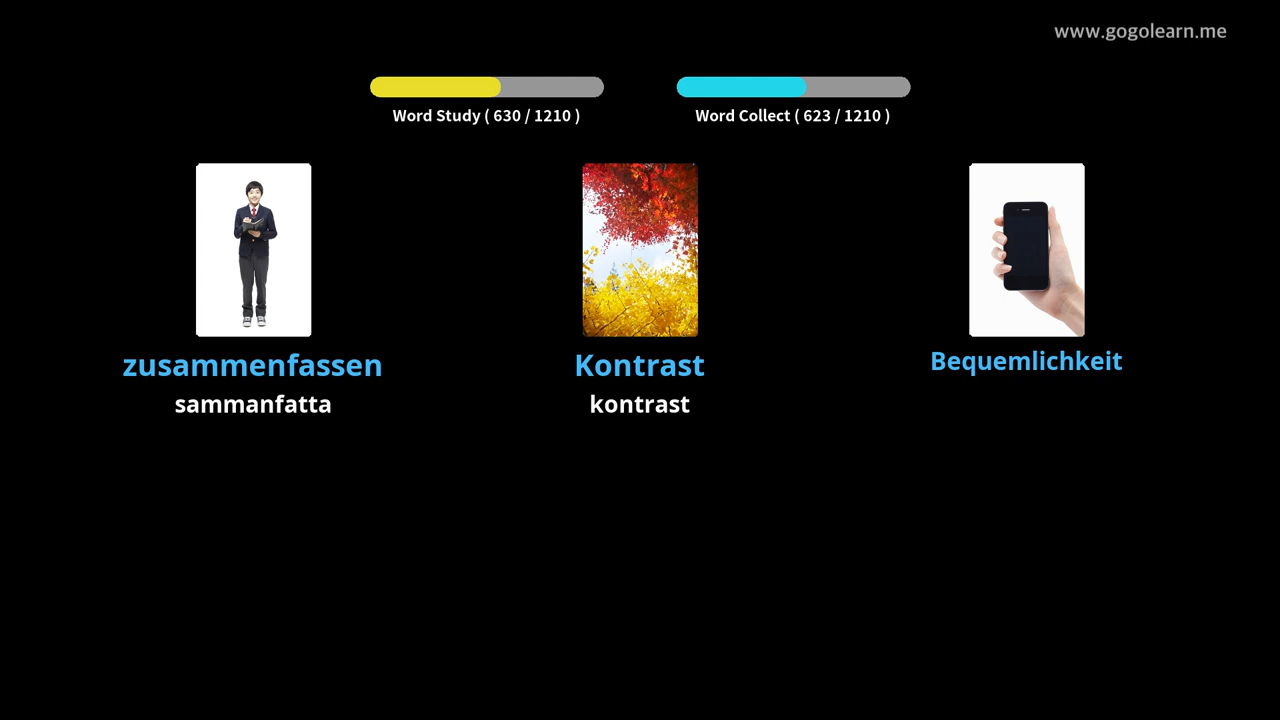 www.gogolearn.me
Word Study ( 630 / 1210 )
Word Collect ( 623 / 1210 )
zusammenfassen
sammanfatta
Kontrast
kontrast
Bequemlichkeit